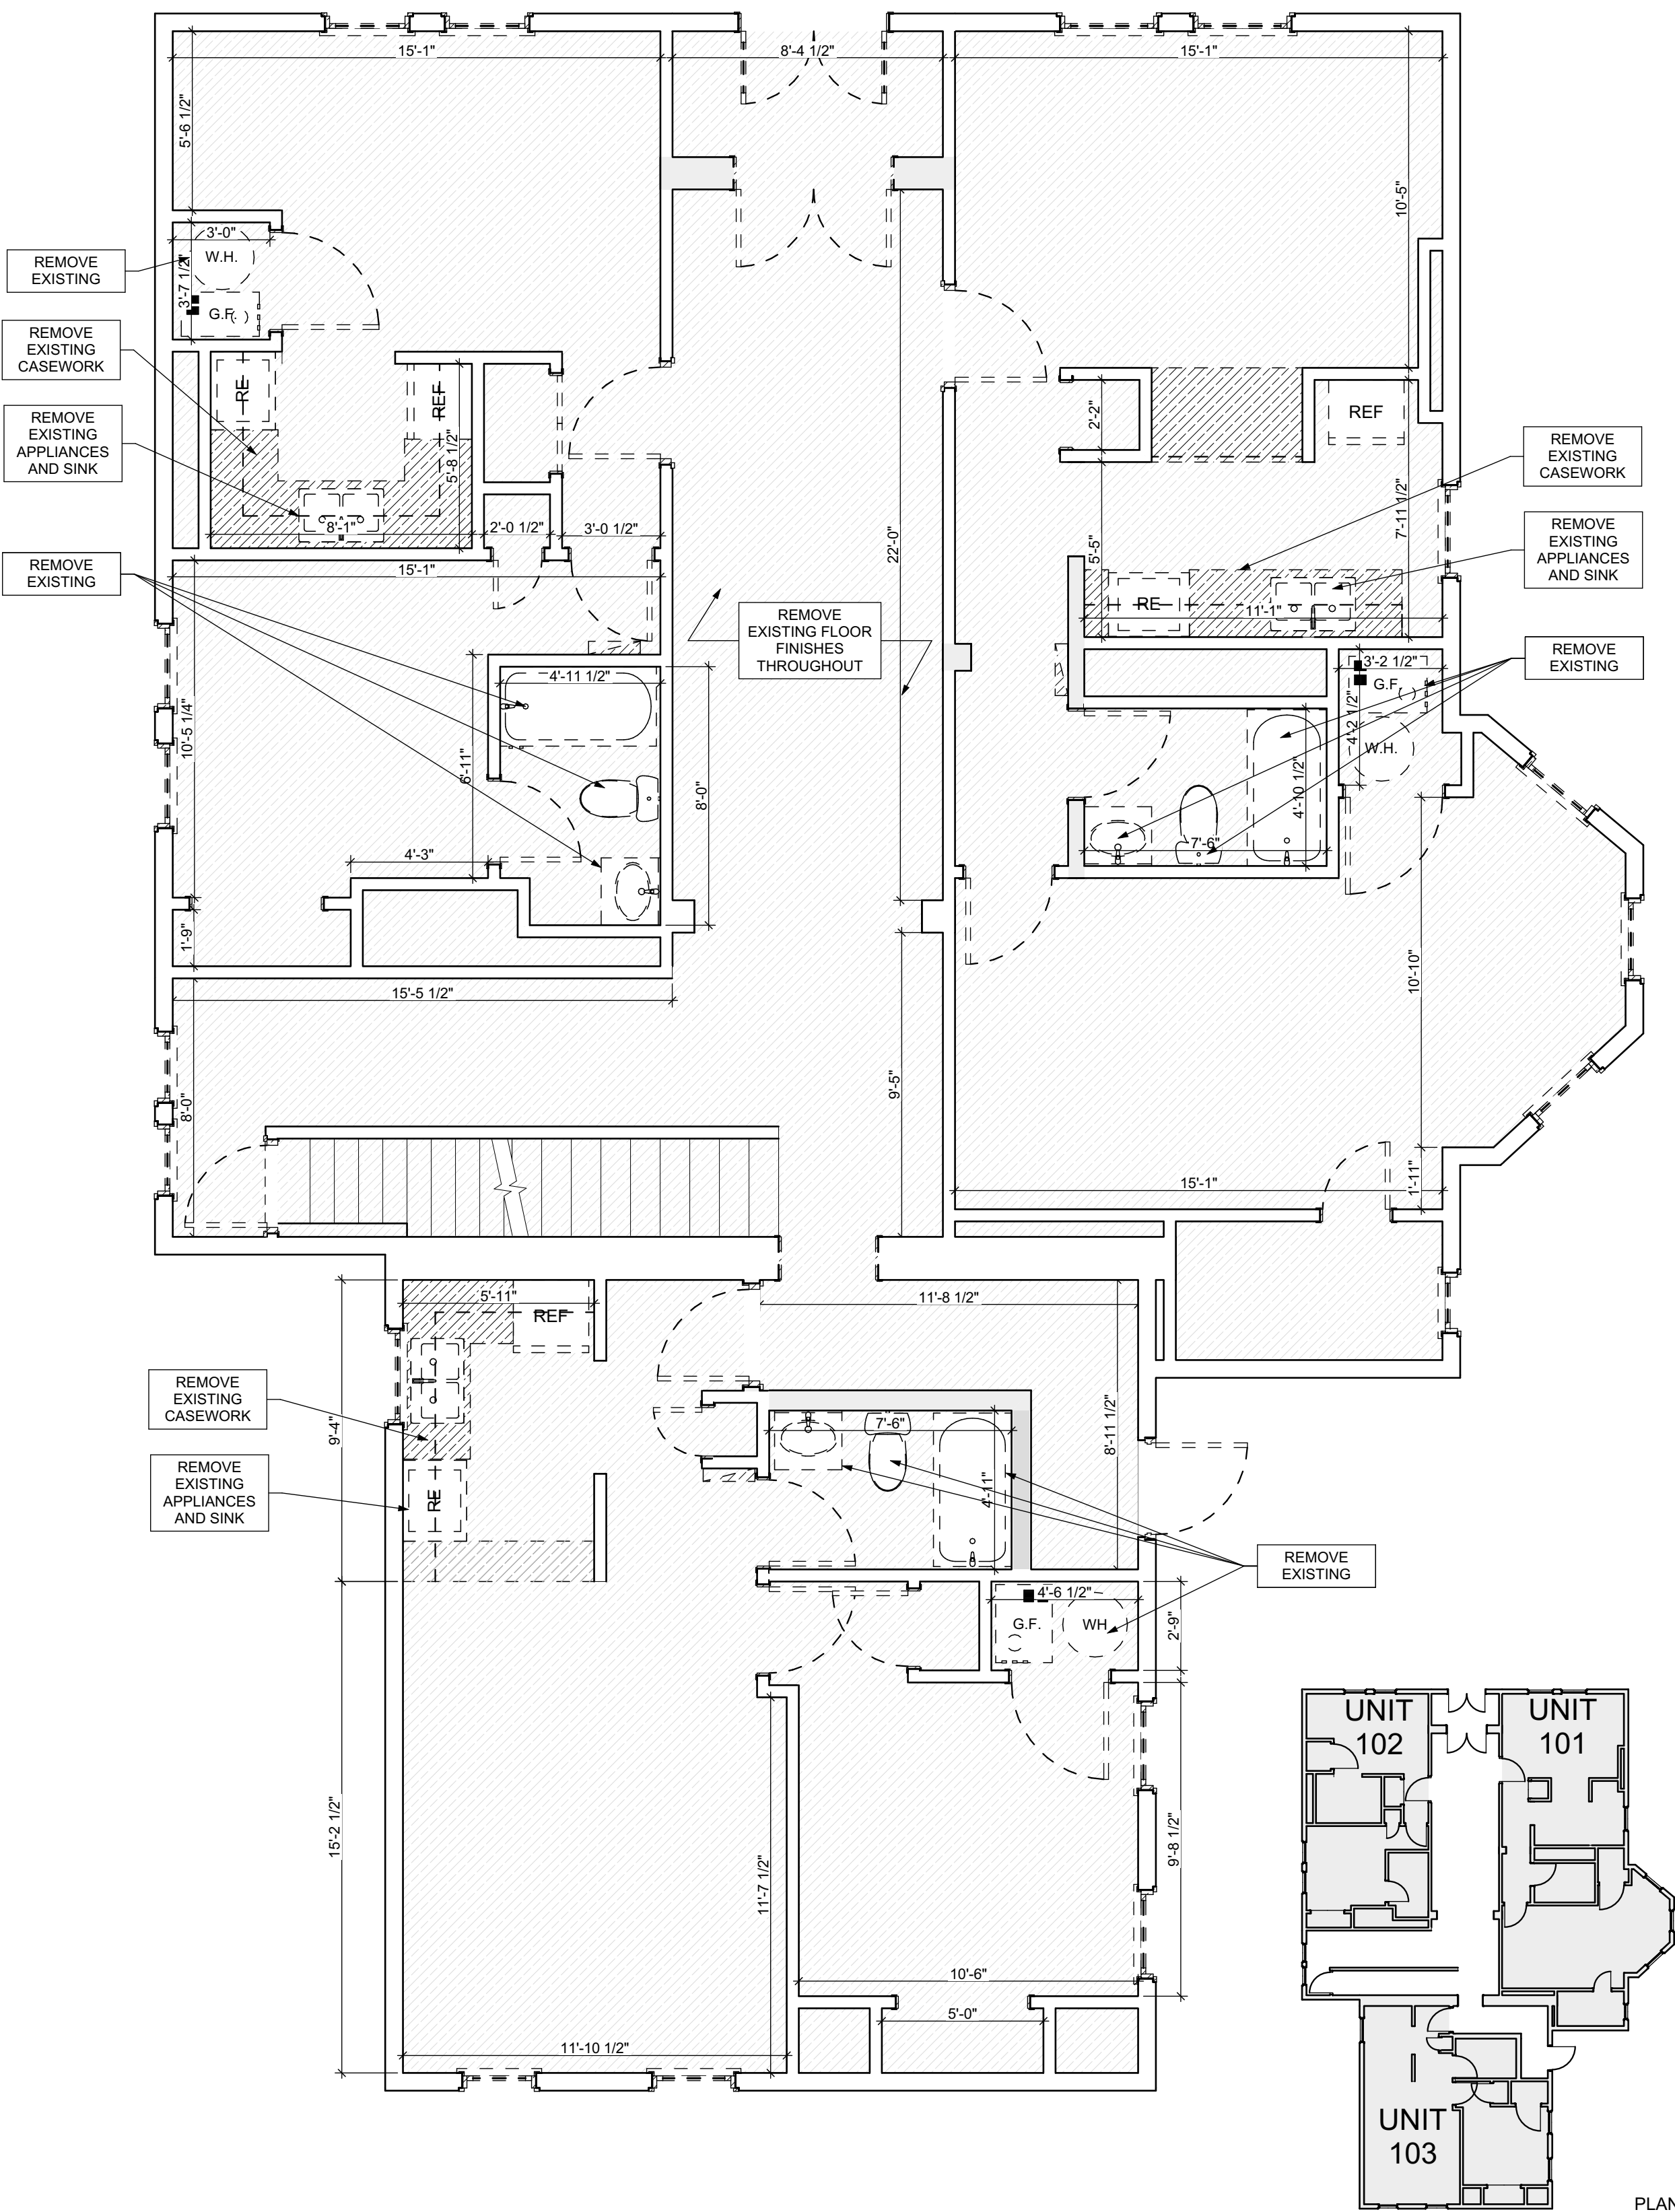 15'-1"
8'-4 1/2"
15'-1"
5'-6 1/2"
10'-5"
3'-0"
W.H.
3'-7 1/2"
G.F.
REMOVE
EXISTING
REMOVE
EXISTING
CASEWORK
RE
REF
REMOVE
EXISTING
APPLIANCES
AND SINK
5'-8 1/2"
8'-1"
2'-0 1/2"
3'-0 1/2"
2'-2"
REF
REMOVE
EXISTING
CASEWORK
7'-11 1/2"
22'-0"
5'-5"
REMOVE
EXISTING
APPLIANCES
AND SINK
RE
11'-1"
REMOVE
EXISTING
15'-1"
REMOVE
EXISTING FLOOR
FINISHES
THROUGHOUT
REMOVE
EXISTING
3'-2 1/2"
G.F.
4'-2 1/2"
W.H.
4'-11 1/2"
10'-5 1/4"
6'-11"
8'-0"
4'-10 1/2"
7'-6"
4'-3"
1'-9"
15'-5 1/2"
10'-10"
9'-5"
8'-0"
15'-1"
1'-11"
5'-11"
REF
11'-8 1/2"
REMOVE
EXISTING
CASEWORK
9'-4"
7'-6"
8'-11 1/2"
REMOVE
EXISTING
APPLIANCES
AND SINK
RE
4'-11"
REMOVE
EXISTING
4'-6 1/2"
G.F.
WH
2'-9"
15'-2 1/2"
11'-7 1/2"
9'-8 1/2"
10'-6"
5'-0"
11'-10 1/2"
UNIT
102
UNIT
101
UNIT
103
PLAN